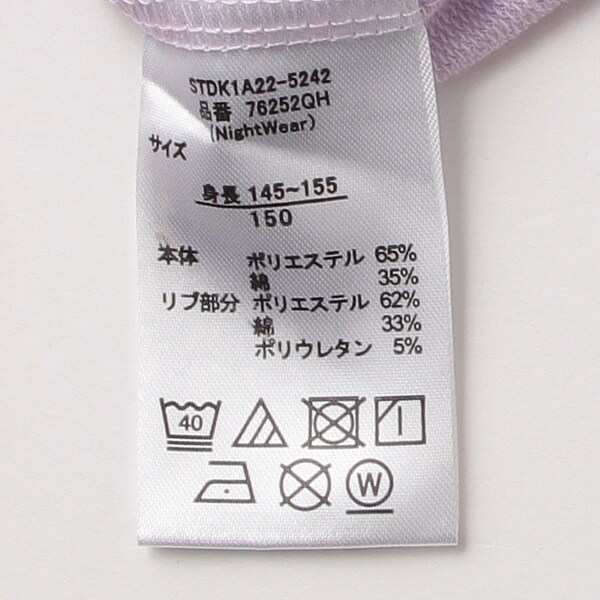 STDK1A22-5242
品番 76252QH
(NightWear)
サイズ
身長 145~155
150
本体 ポリエステル 65%
綿 35%
リブ部分 ポリエステル 62%
綿 33%
ポリウレタン 5%
40
W